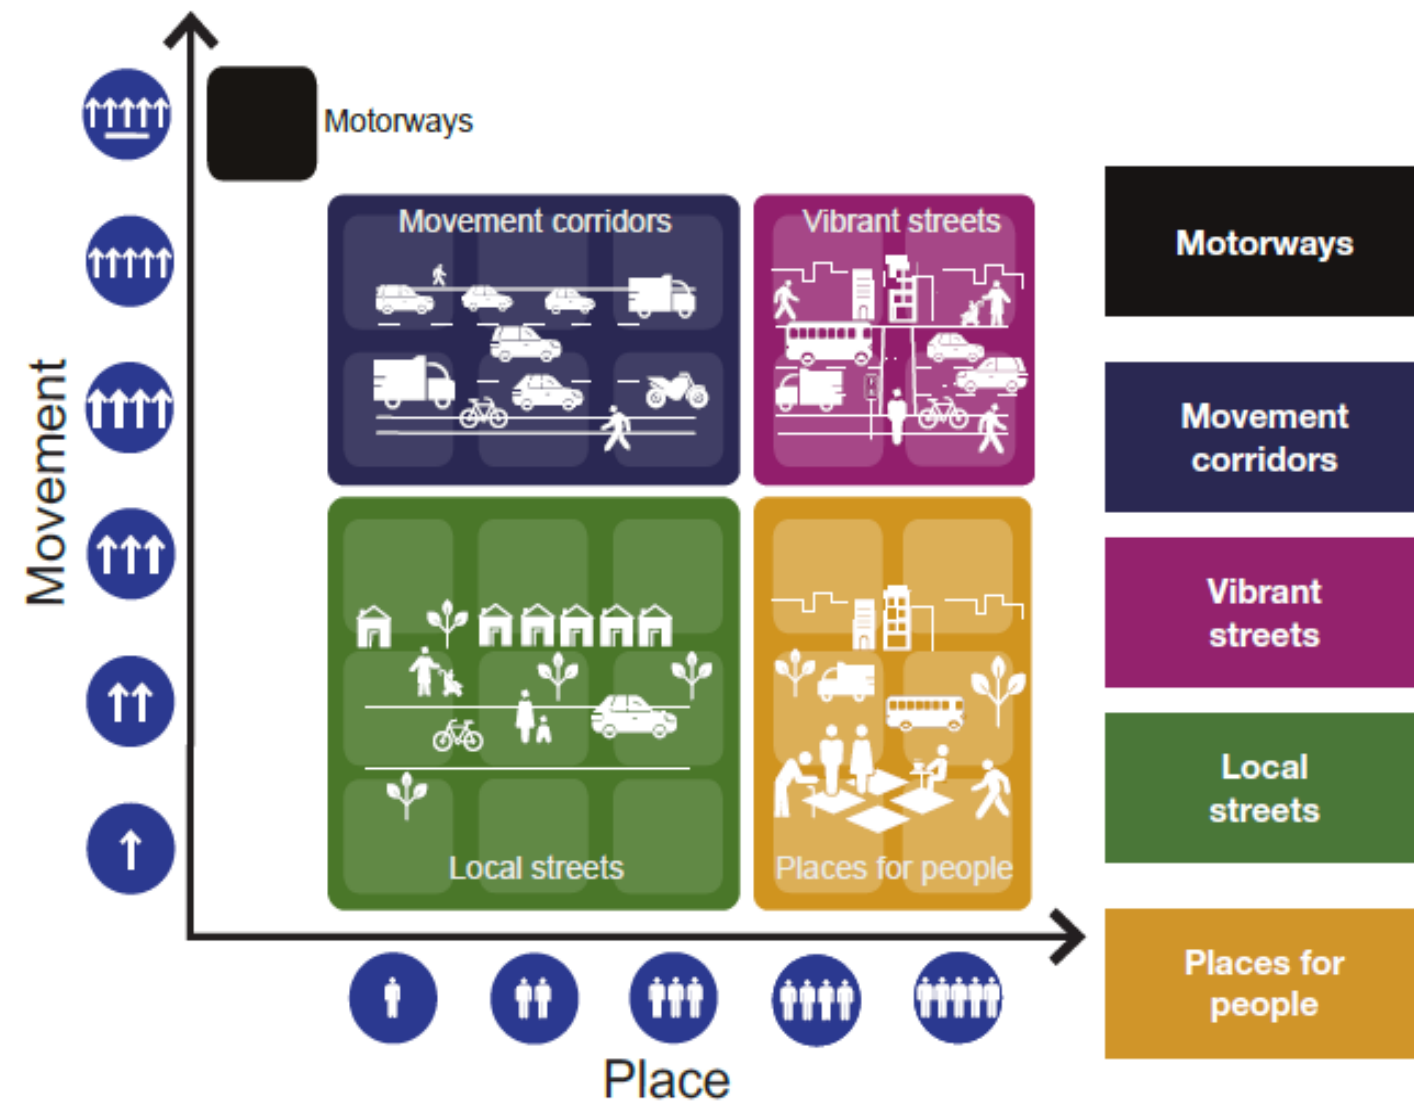 Motorways
Movement corridors
Vibrant streets
Movement
Local streets
Places for people
Place
Motorways
Movement
corridors
Vibrant
streets
Local
streets
Places for
people